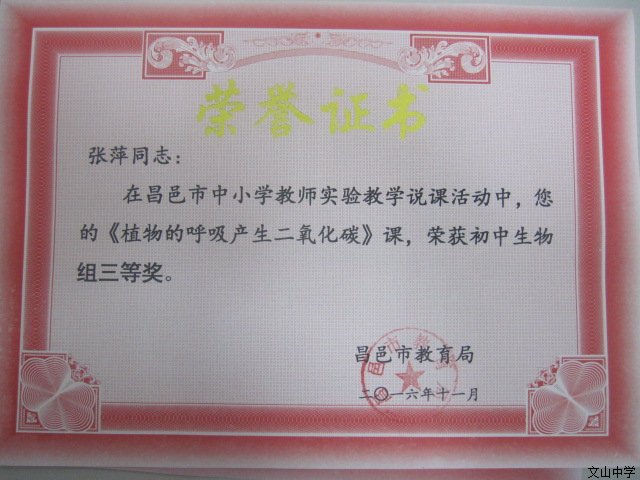 荣誉证书
张萍同志：
在昌邑市中小学教师实验教学说课活动中，您
的《植物的呼吸产生二氧化碳》课，荣获初中生物
组三等奖。
昌邑市教育局
二〇一六年十一月
文山中学